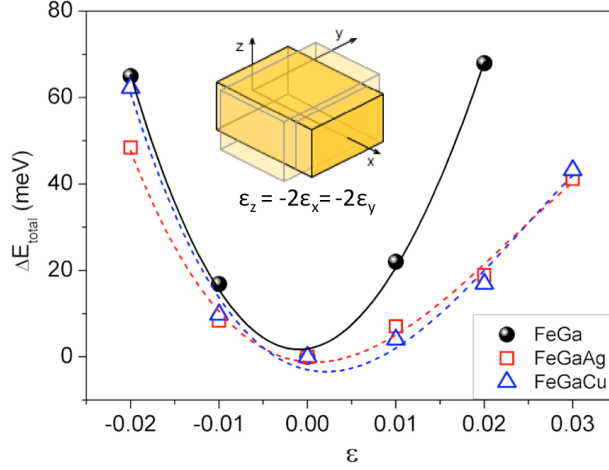 80
60
40
20
0
ΔE_total (meV)
z
y
x
ε_z = -2ε_x= -2ε_y
FeGa
FeGaAg
FeGaCu
-0.02 -0.01 0.00 0.01 0.02 0.03
ε